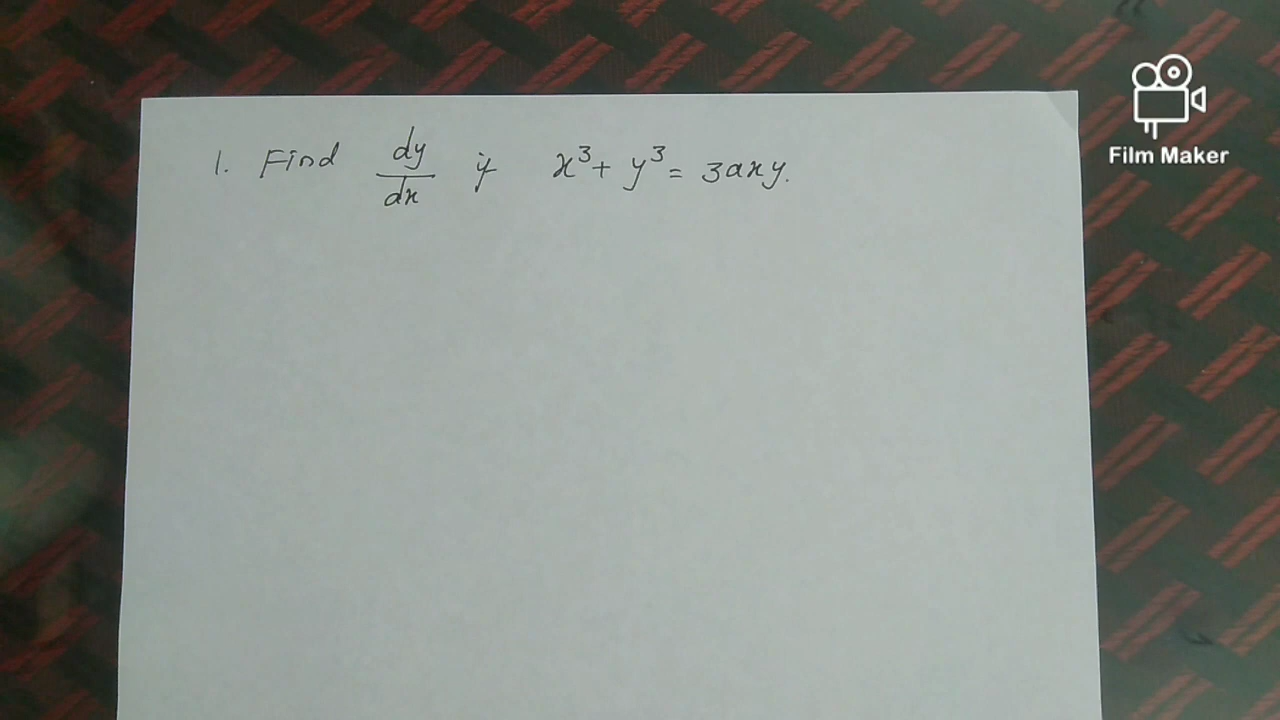 1. Find dy/dx if x³ + y³ = 3axy.
Film Maker